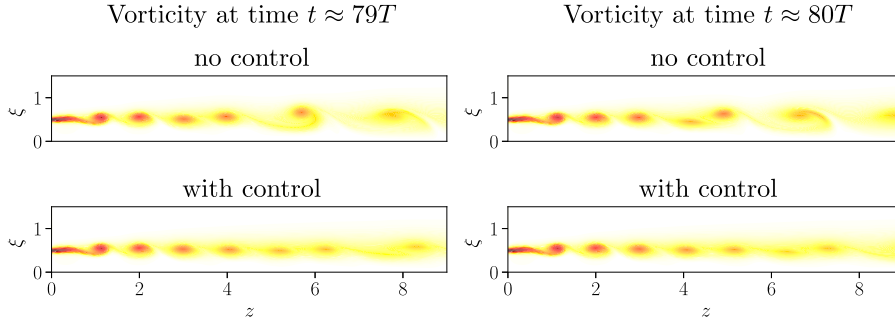 Vorticity at time t ≈ 79T
Vorticity at time t ≈ 80T
no control
no control
ξ
1
0
ξ
1
0
with control
with control
ξ
1
0
0 2 4 6 8
z
ξ
1
0
0 2 4 6 8
z